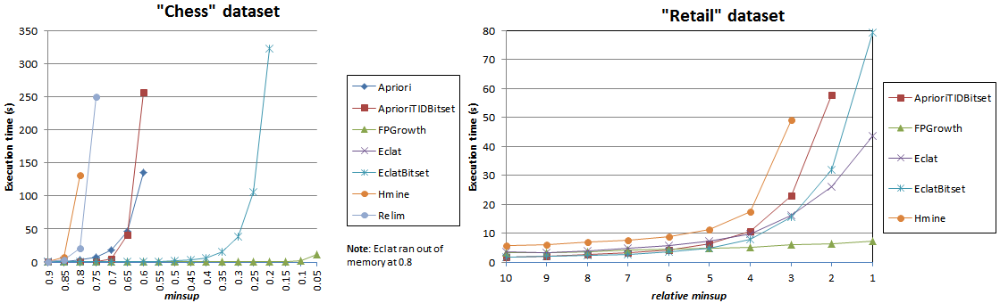 "Chess" dataset
Execution time (s)
350
300
250
200
150
100
50
0
0.9
0.85
0.8
0.75
0.7
0.65
0.6
0.55
0.5
0.45
0.4
0.35
0.3
0.25
0.2
0.15
0.1
0.05
minsup
Apriori
AprioriTIDBitset
FPGrowth
Eclat
EclatBitset
Hmine
Relim
Note: Eclat ran out of
memory at 0.8
"Retail" dataset
Execution time (s)
80
70
60
50
40
30
20
10
0
10
9
8
7
6
5
4
3
2
1
relative minsup
AprioriTIDBitset
FPGrowth
Eclat
EclatBitset
Hmine